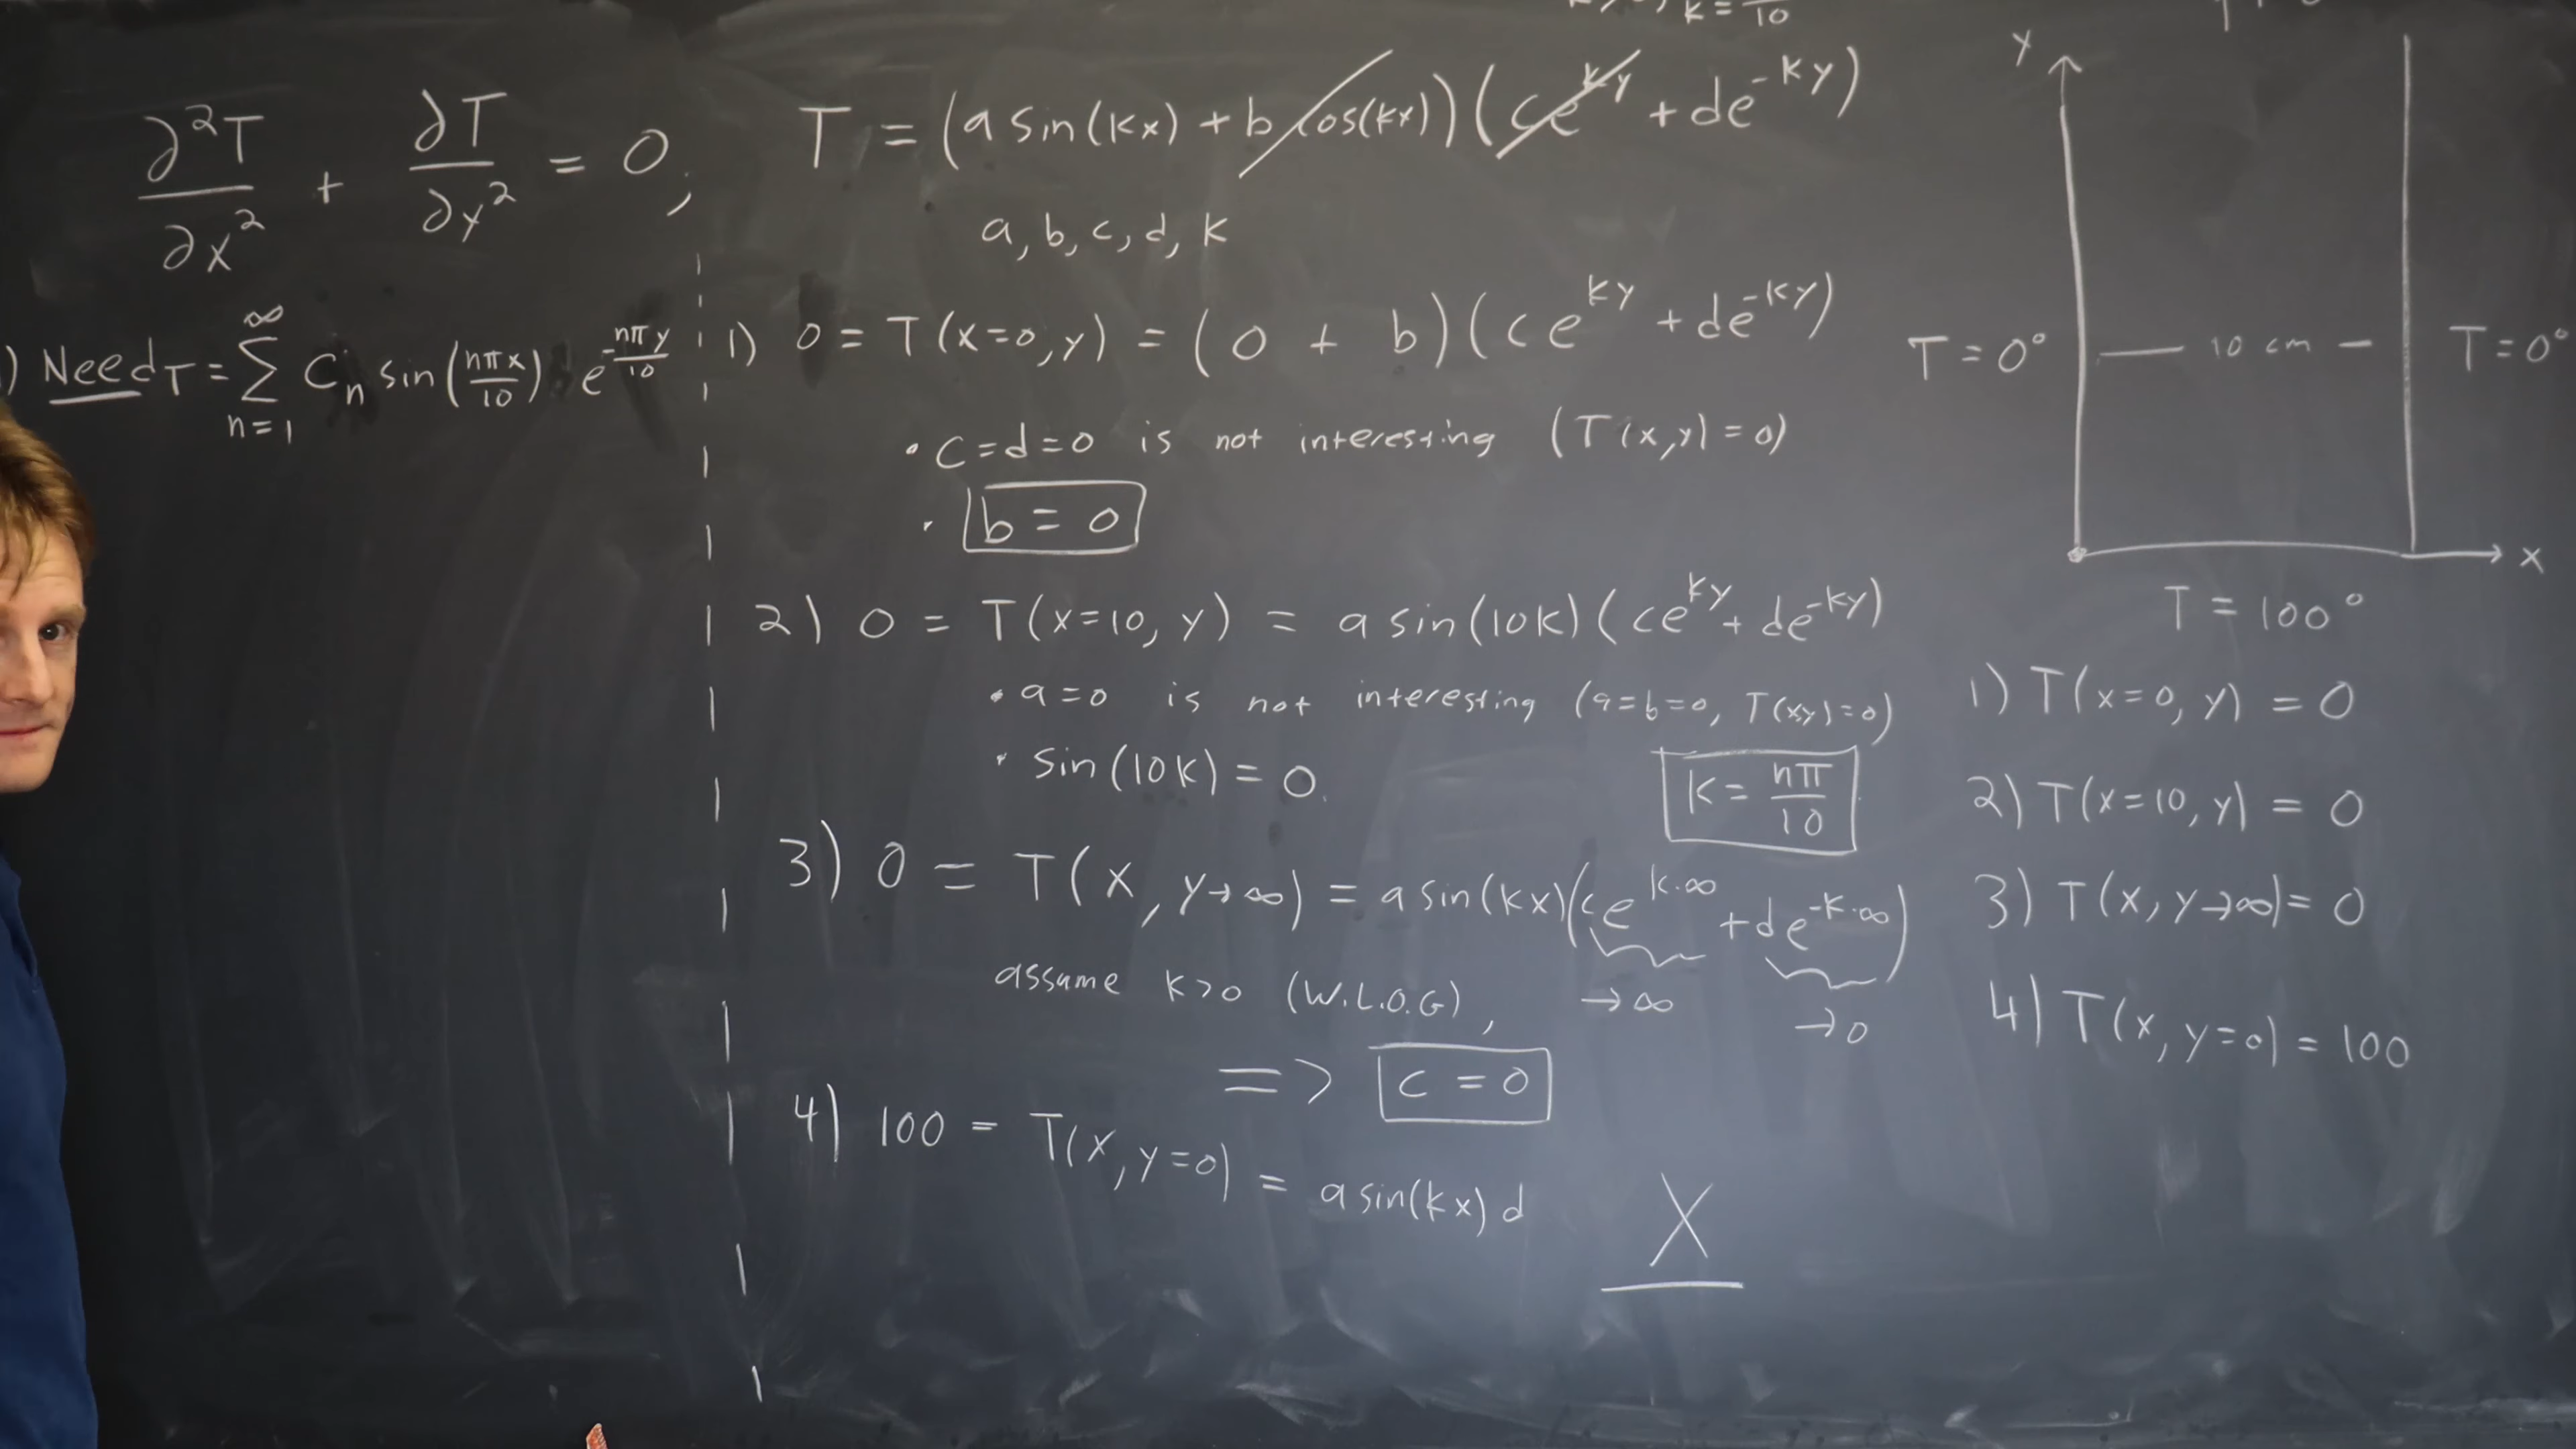 k = 10
∂²T/∂x² + ∂T/∂y² = 0,
) Need T = ∑_{n=1}^{∞} Cₙ sin(nπx/10) e^{-nπy/10}
T = (a sin(kx) + b cos(kx))(ce^{ky} + de^{-ky})
a, b, c, d, k
1) 0 = T(x=0,y) = (0 + b)(ce^{ky} + de^{-ky})
• c=d=0 is not interesting (T(x,y)=0)
• b = 0
2) 0 = T(x=10, y) = a sin(10k)(ce^{ky} + de^{-ky})
• a=0 is not interesting (a=b=0, T(xy)=0)
• sin(10k) = 0.
k = nπ/10
3) 0 = T(x, y→∞) = a sin(kx)(ce^{k·∞} + de^{-k·∞})
assume k>0 (W.L.O.G),
→∞
→0
=> c = 0
4) 100 = T(x, y=0) = a sin(kx) d
X
y
T = 0°
10 cm
T = 0°
x
T = 100°
1) T(x=0, y) = 0
2) T(x=10, y) = 0
3) T(x, y→∞) = 0
4) T(x, y=0) = 100